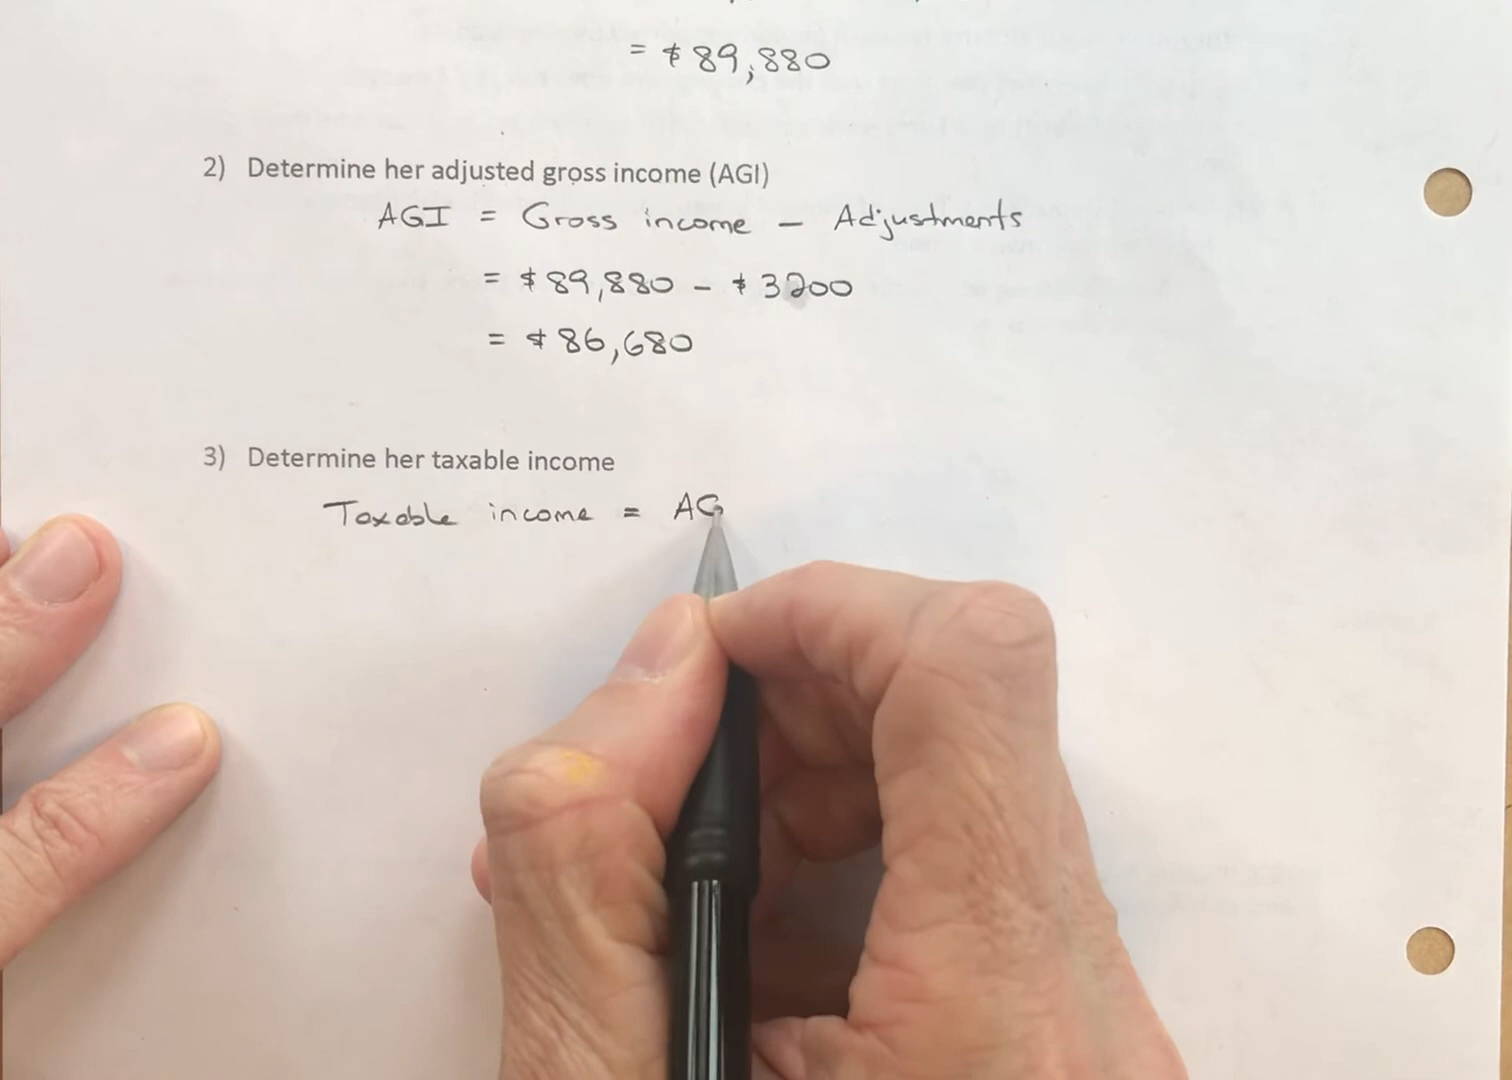 = $89,880
2) Determine her adjusted gross income (AGI)
AGI = Gross income - Adjustments
= $89,880 - $3200
= $86,680
3) Determine her taxable income
Taxable income = AG